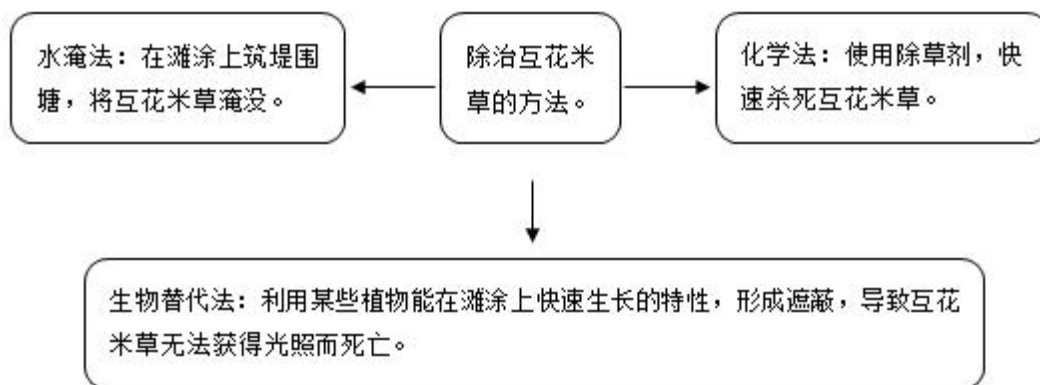 水淹法：在滩涂上筑堤围
塘，将互花米草淹没。
除治互花米
草的方法。
化学法：使用除草剂，快
速杀死互花米草。
生物替代法：利用某些植物能在滩涂上快速生长的特性，形成遮蔽，导致互花
米草无法获得光照而死亡。